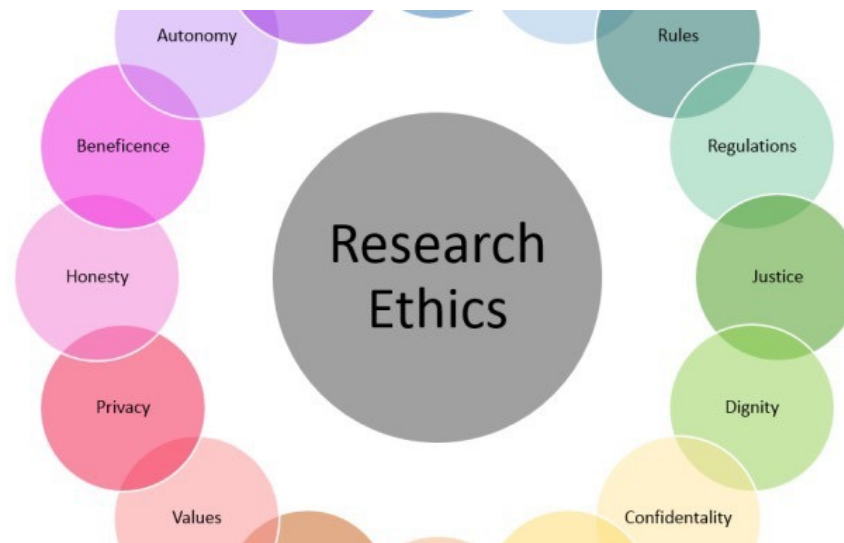 Autonomy
Rules
Beneficence
Regulations
Research
Ethics
Honesty
Justice
Privacy
Dignity
Values
Confidentality